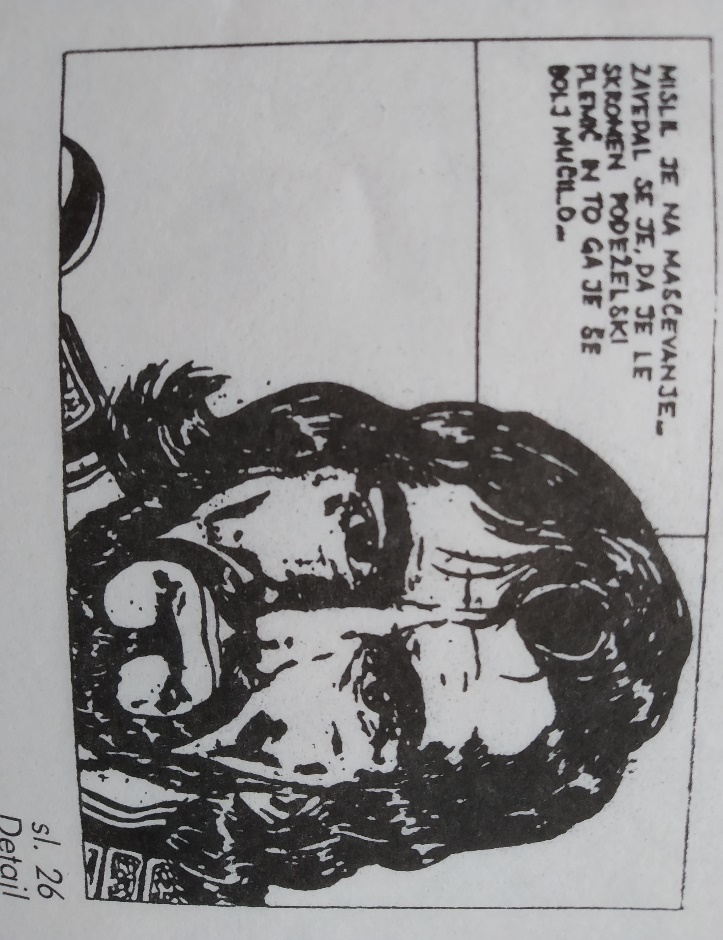 MISLIL JE NA MAŠČEVANJE...
ZAVEDAL SE JE, DA JE LE
SKROMEN PODEŽELSKI
PLEMIČ IN TO GA JE ŠE
BOLJ MUČILO...
sl. 26
Detail